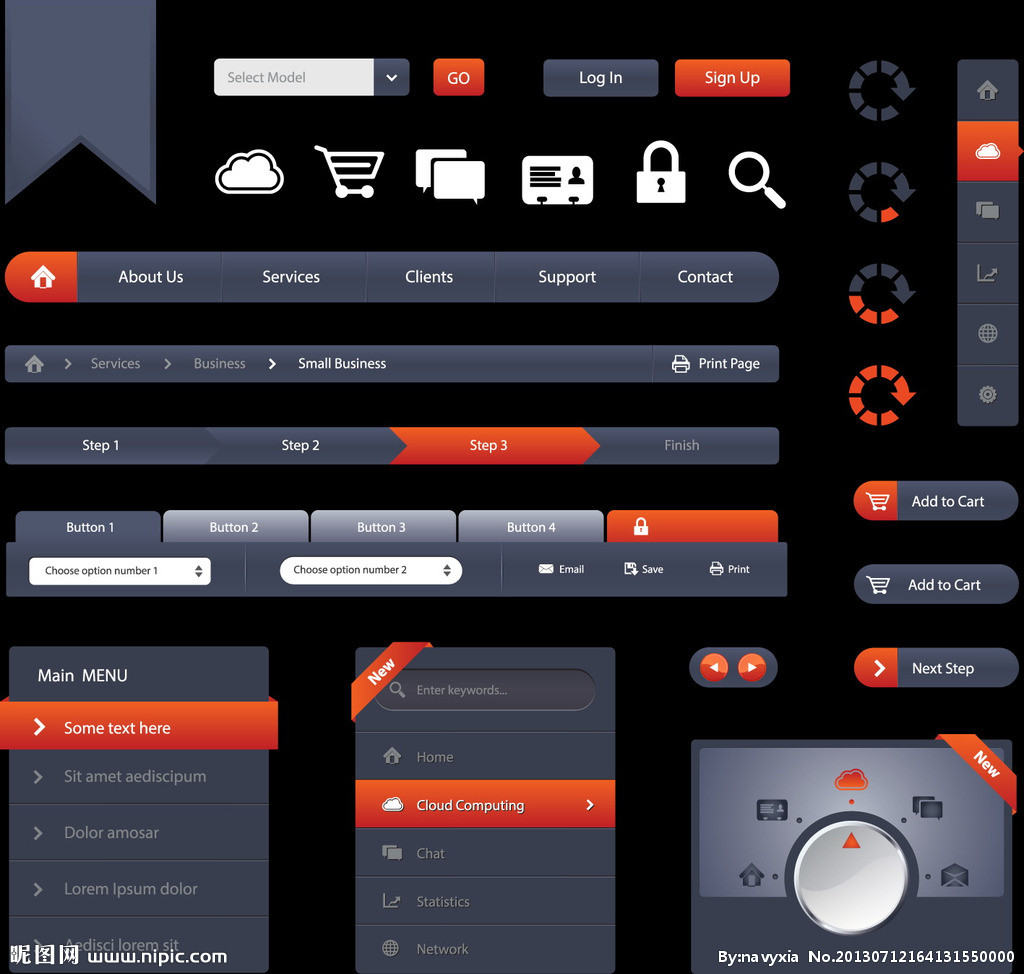 Select Model
GO
Log In
Sign Up
About Us
Services
Clients
Support
Contact
Services
Business
Small Business
Print Page
Step 1
Step 2
Step 3
Finish
Button 1
Button 2
Button 3
Button 4
Choose option number 1
Choose option number 2
Email
Save
Print
Add to Cart
Add to Cart
Next Step
Main MENU
Some text here
Sit amet aediscipum
Dolor amosar
Lorem Ipsum dolor
Aedisci lorem sit
New
Enter keywords...
Home
Cloud Computing
Chat
Statistics
Network
New
昵图网 www.nipic.com
By:navyxia No.20130712164131550000